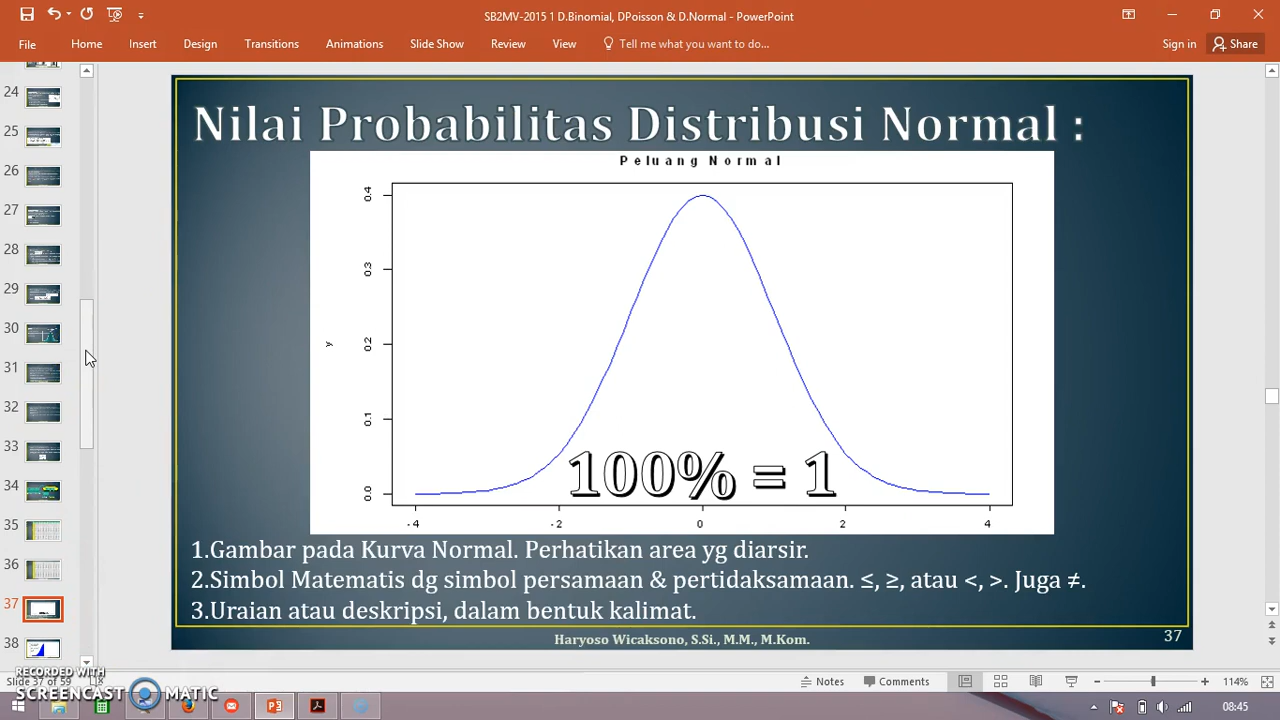 SB2MV-2015 1 D.Binomial, DPoisson & D.Normal - PowerPoint
File Home Insert Design Transitions Animations Slide Show Review View Tell me what you want to do... Sign in Share
24
25
26
27
28
29
30
31
32
33
34
35
36
37
38
Nilai Probabilitas Distribusi Normal :
Peluang Normal
0.4
0.3
0.2
0.1
0.0
y
100% = 1
-4 -2 0 2 4
1.Gambar pada Kurva Normal. Perhatikan area yg diarsir.
2.Simbol Matematis dg simbol persamaan & pertidaksamaan. ≤, ≥, atau <, >. Juga ≠.
3.Uraian atau deskripsi, dalam bentuk kalimat.
Haryoso Wicaksono, S.Si., M.M., M.Kom.
37
RECORDED WITH
SCREENCAST MATIC
Slide 37 of 59
Notes Comments 114%
08:45